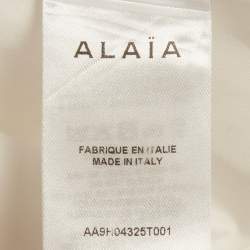 ALAÏA
FABRIQUE EN ITALIE
MADE IN ITALY
AA9H04325T001